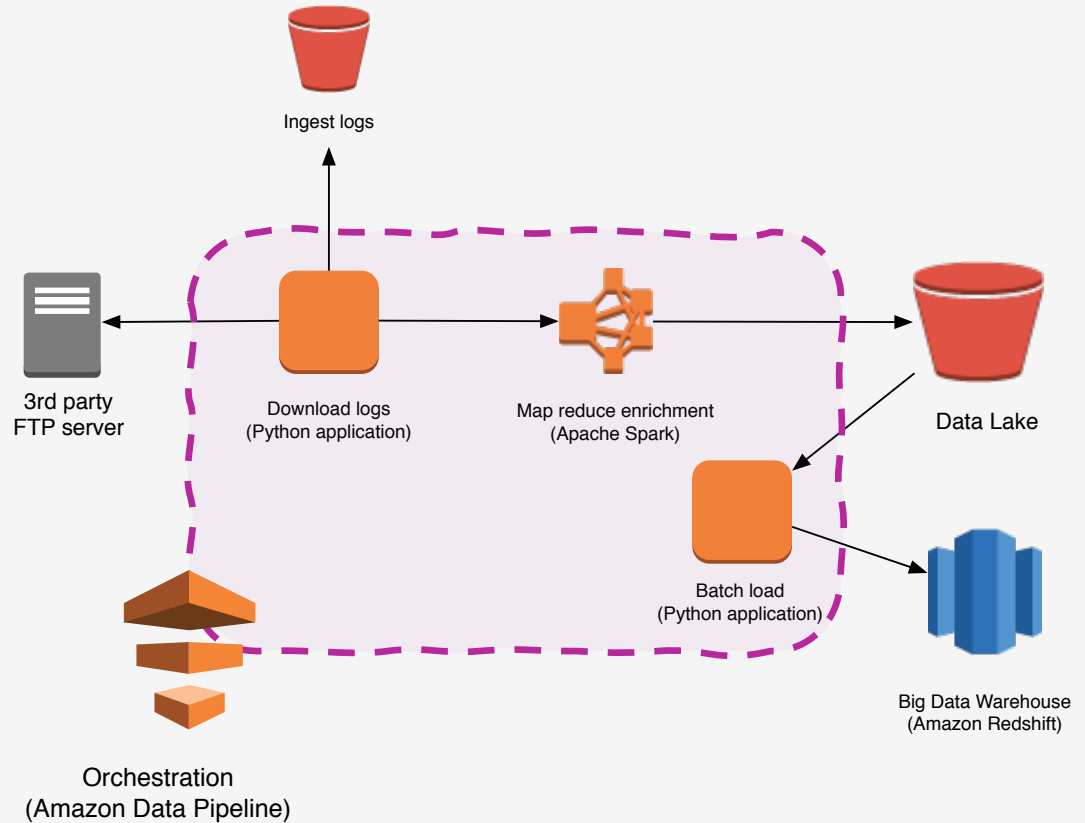 Ingest logs
3rd party
FTP server
Download logs
(Python application)
Map reduce enrichment
(Apache Spark)
Data Lake
Batch load
(Python application)
Big Data Warehouse
(Amazon Redshift)
Orchestration
(Amazon Data Pipeline)